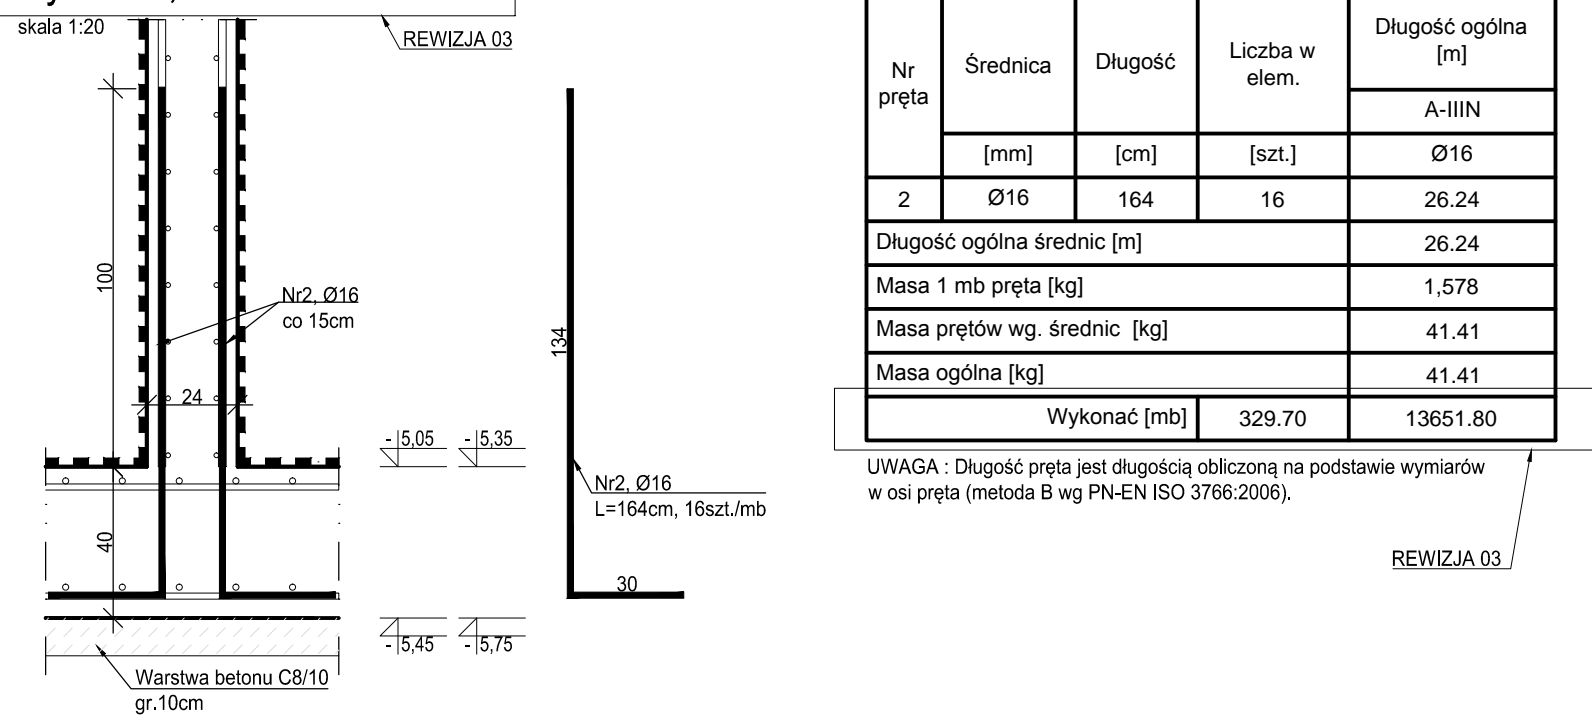 skala 1:20
REWIZJA 03
100
Nr2, Ø16
co 15cm
24
40
- 5,05
- 5,35
- 5,45
- 5,75
Warstwa betonu C8/10
gr.10cm
134
Nr2, Ø16
L=164cm, 16szt./mb
30
Nr pręta
Średnica
Długość
Liczba w elem.
Długość ogólna [m]
A-IIIN
[mm]
[cm]
[szt.]
Ø16
2
Ø16
164
16
26.24
Długość ogólna średnic [m]
26.24
Masa 1 mb pręta [kg]
1,578
Masa prętów wg. średnic [kg]
41.41
Masa ogólna [kg]
41.41
Wykonać [mb]
329.70
13651.80
UWAGA : Długość pręta jest długością obliczoną na podstawie wymiarów
w osi pręta (metoda B wg PN-EN ISO 3766:2006).
REWIZJA 03